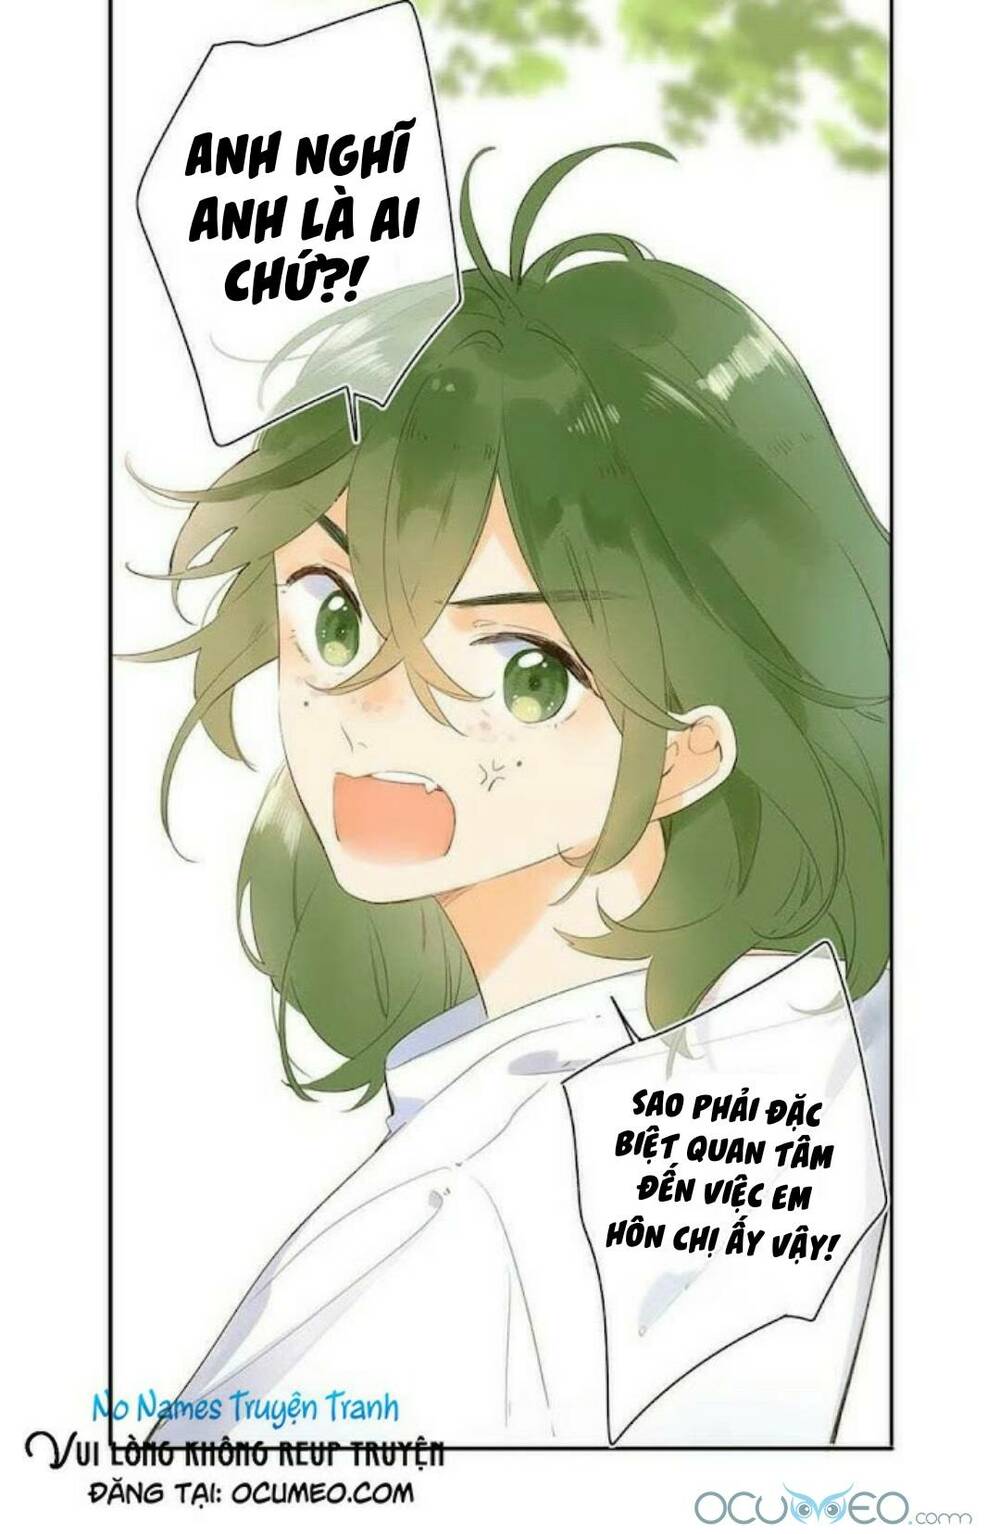 ANH NGHĨ
ANH LÀ AI
CHỨ?!
SAO PHẢI ĐẶC
BIỆT QUAN TÂM
ĐẾN VIỆC EM
HÔN CHỊ ẤY VẬY!
No Names Truyện Tranh
VUI LÒNG KHÔNG REUP TRUYỆN
ĐĂNG TẠI: OCUMEO.COM
OCUMEO.comm